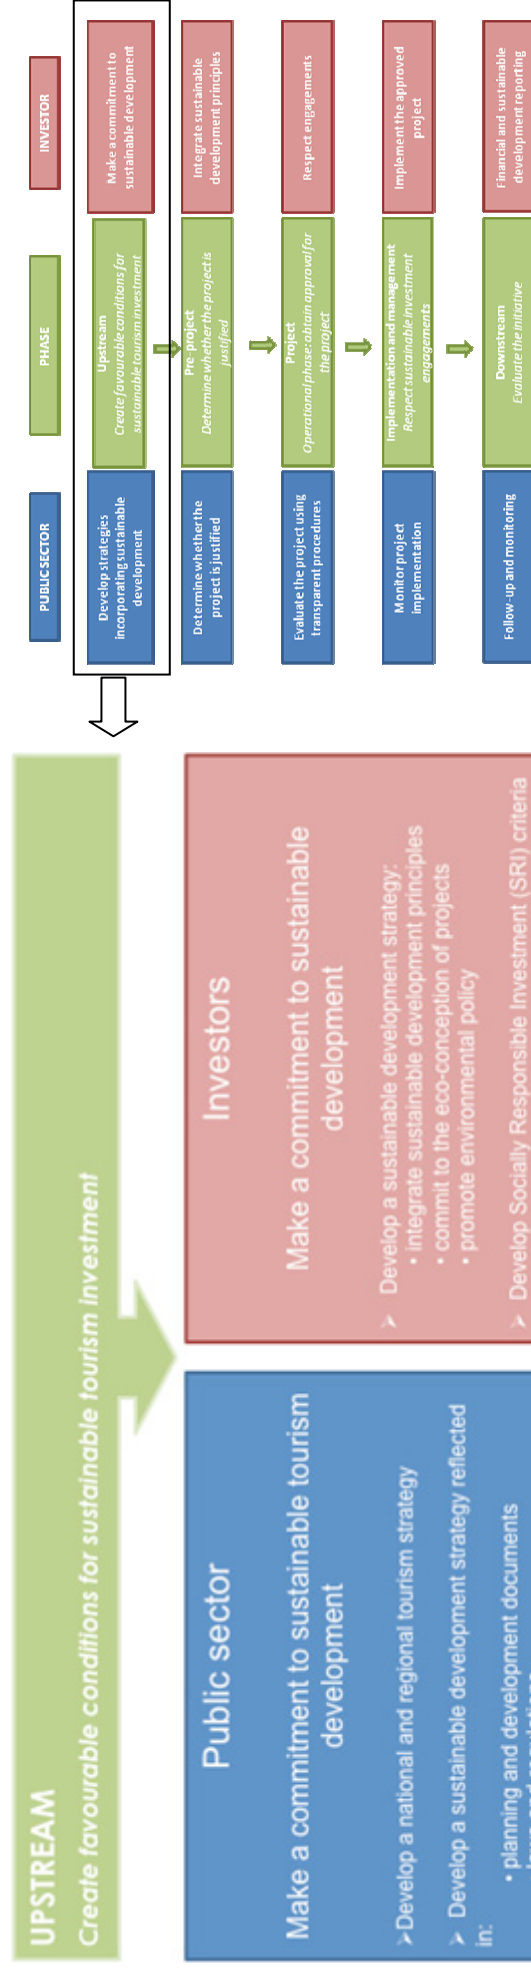 UPSTREAM
Create favourable conditions for sustainable tourism investment
Public sector
Make a commitment to sustainable tourism
development
➢ Develop a national and regional tourism strategy
➢ Develop a sustainable development strategy reflected
in:
• planning and development documents
Investors
Make a commitment to sustainable
development
➢ Develop a sustainable development strategy:
• integrate sustainable development principles
• commit to the eco-conception of projects
• promote environmental policy
➢ Develop Socially Responsible Investment (SRI) criteria
PUBLIC SECTOR
PHASE
INVESTOR
Develop strategies
incorporating sustainable
development
Upstream
Create favourable conditions for
sustainable tourism investment
Make a commitment to
sustainable development
Determine whether the
project is justified
Pre-project
Determine whether the project is
justified
Integrate sustainable
development principles
Evaluate the project using
transparent procedures
Project
Operational phase: obtain approval for
the project
Respect engagements
Monitor project
implementation
Implementation and management
Respect sustainable investment
engagements
Implement the approved
project
Follow-up and monitoring
Downstream
Evaluate the initiative
Financial and sustainable
development reporting